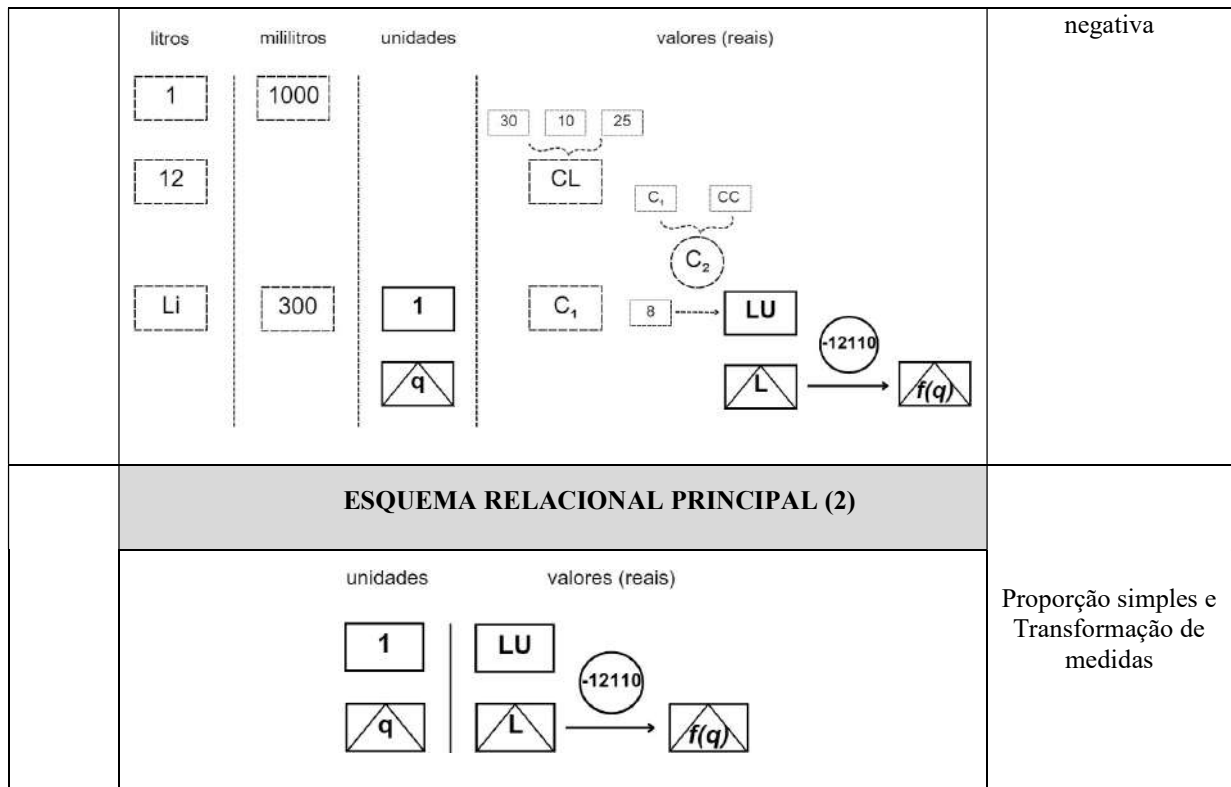 negativa
litros mililitros unidades valores (reais)
1 1000
30 10 25
12 CL
C₁ CC
C₂
Li 300 1 C₁ 8 LU
-12110
q L f(q)
ESQUEMA RELACIONAL PRINCIPAL (2)
unidades valores (reais)
1 LU
-12110
q L f(q)
Proporção simples e
Transformação de
medidas